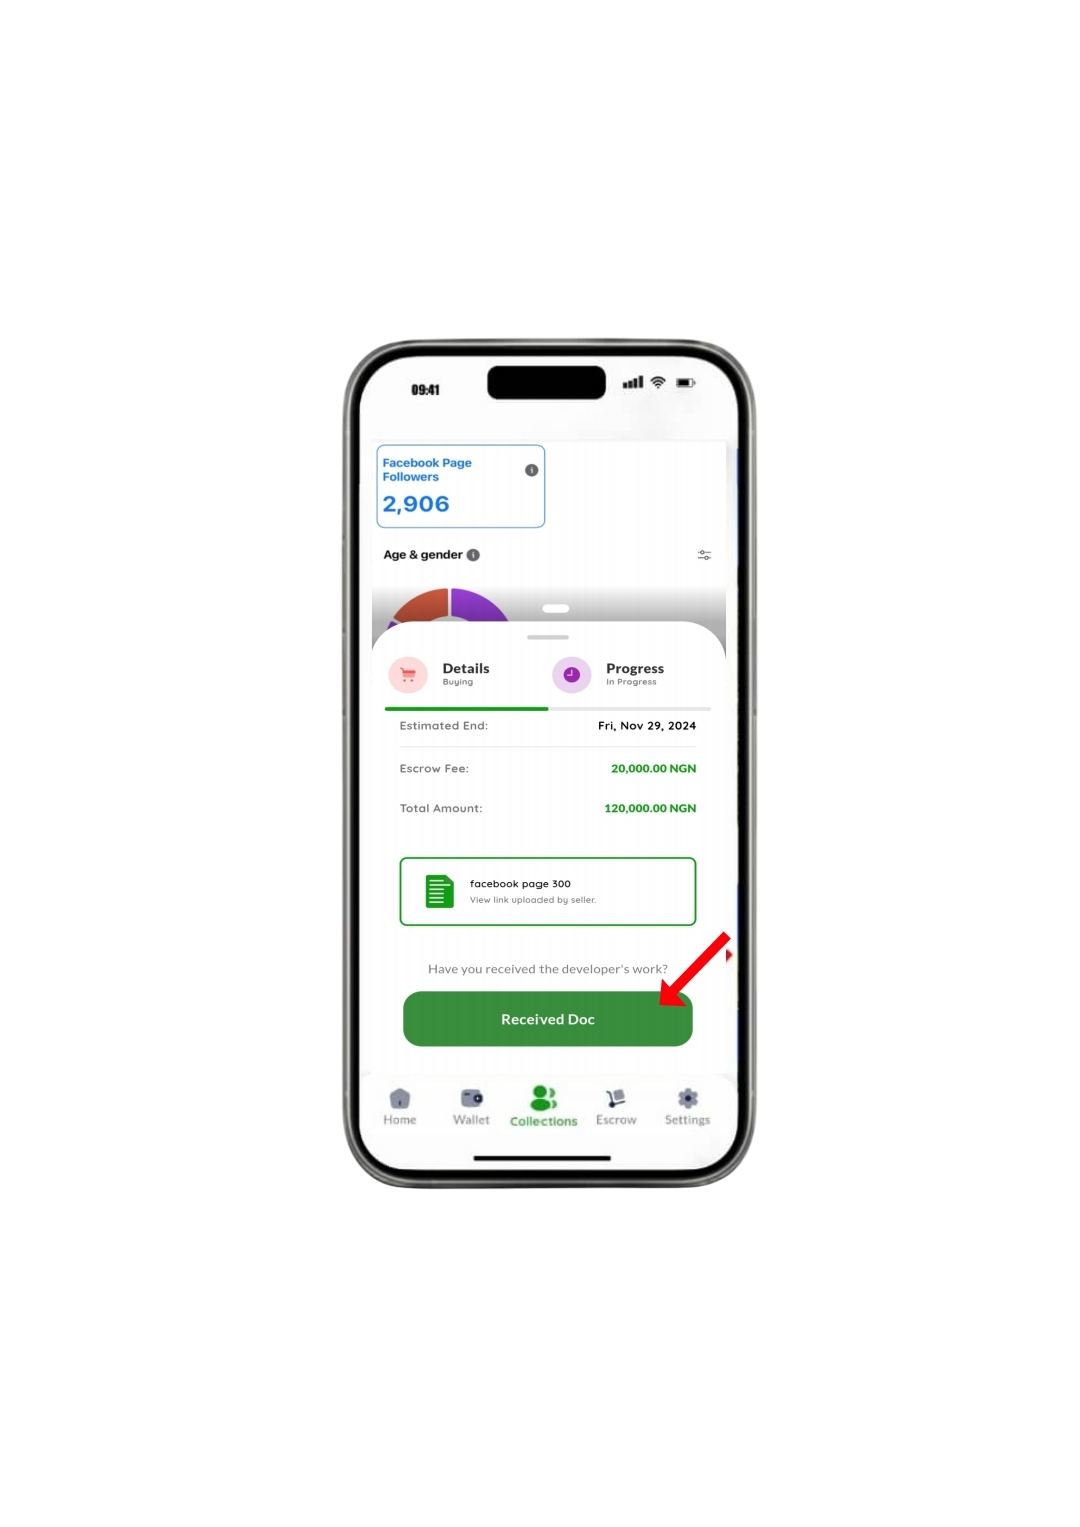 09:41
Facebook Page
Followers
2,906
Age & gender
Details
Buying
Progress
In Progress
Estimated End:
Fri, Nov 29, 2024
Escrow Fee:
20,000.00 NGN
Total Amount:
120,000.00 NGN
facebook page 300
View link uploaded by seller.
Have you received the developer's work?
Received Doc
Home
Wallet
Collections
Escrow
Settings